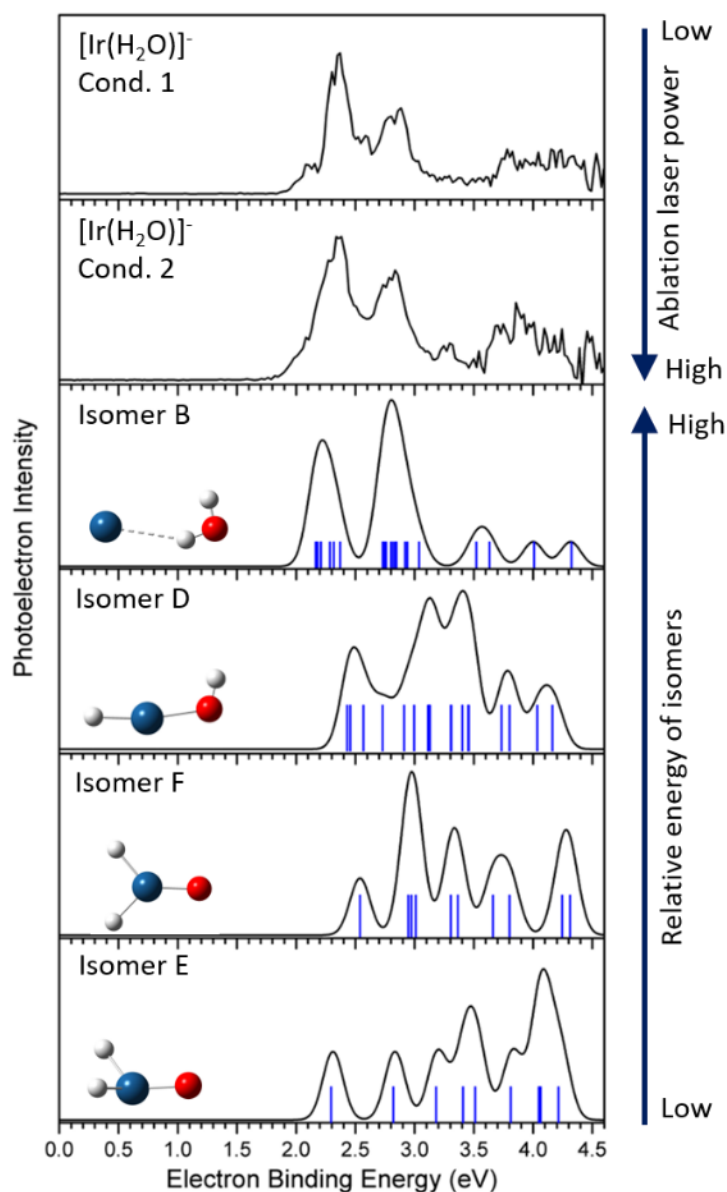 [Ir(H₂O)]⁻
Cond. 1
Low
[Ir(H₂O)]⁻
Cond. 2
Ablation laser power
High
Photoelectron Intensity
Isomer B
High
Isomer D
Isomer F
Isomer E
Relative energy of isomers
Low
0.0 0.5 1.0 1.5 2.0 2.5 3.0 3.5 4.0 4.5
Electron Binding Energy (eV)